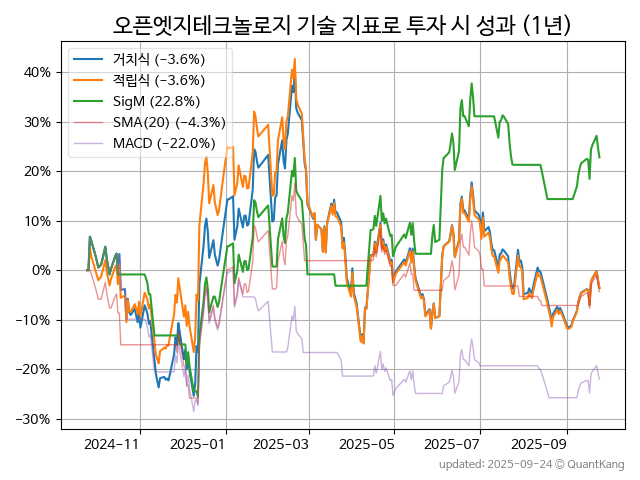 오픈엣지테크놀로지 기술 지표로 투자 시 성과 (1년)
거치식 (−3.6%)
적립식 (−3.6%)
SigM (22.8%)
SMA(20) (−4.3%)
MACD (−22.0%)
40%
30%
20%
10%
0%
−10%
−20%
−30%
2024-11
2025-01
2025-03
2025-05
2025-07
2025-09
updated: 2025-09-24 © QuantKang